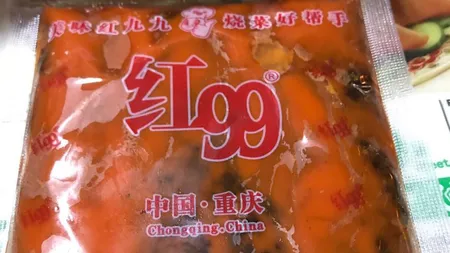 美味红九九 烧菜好帮手
红99®
中国·重庆
Chongqing.China